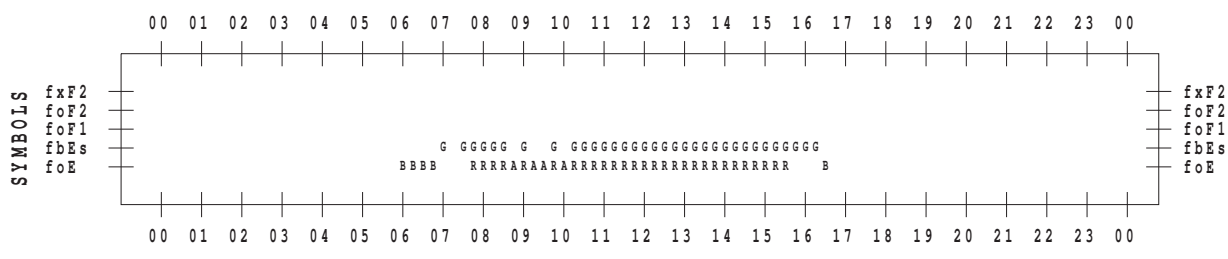 00 01 02 03 04 05 06 07 08 09 10 11 12 13 14 15 16 17 18 19 20 21 22 23 00
SYMBOLS
fxF2 fxF2
foF2 foF2
foF1 foF1
fbEs G GGGGG G G GGGGGGGGGGGGGGGGGGGGGGGGG fbEs
foE BBBB RRRRARAARARRRRRRRRRRRRRRRRRRRRRR B foE
00 01 02 03 04 05 06 07 08 09 10 11 12 13 14 15 16 17 18 19 20 21 22 23 00